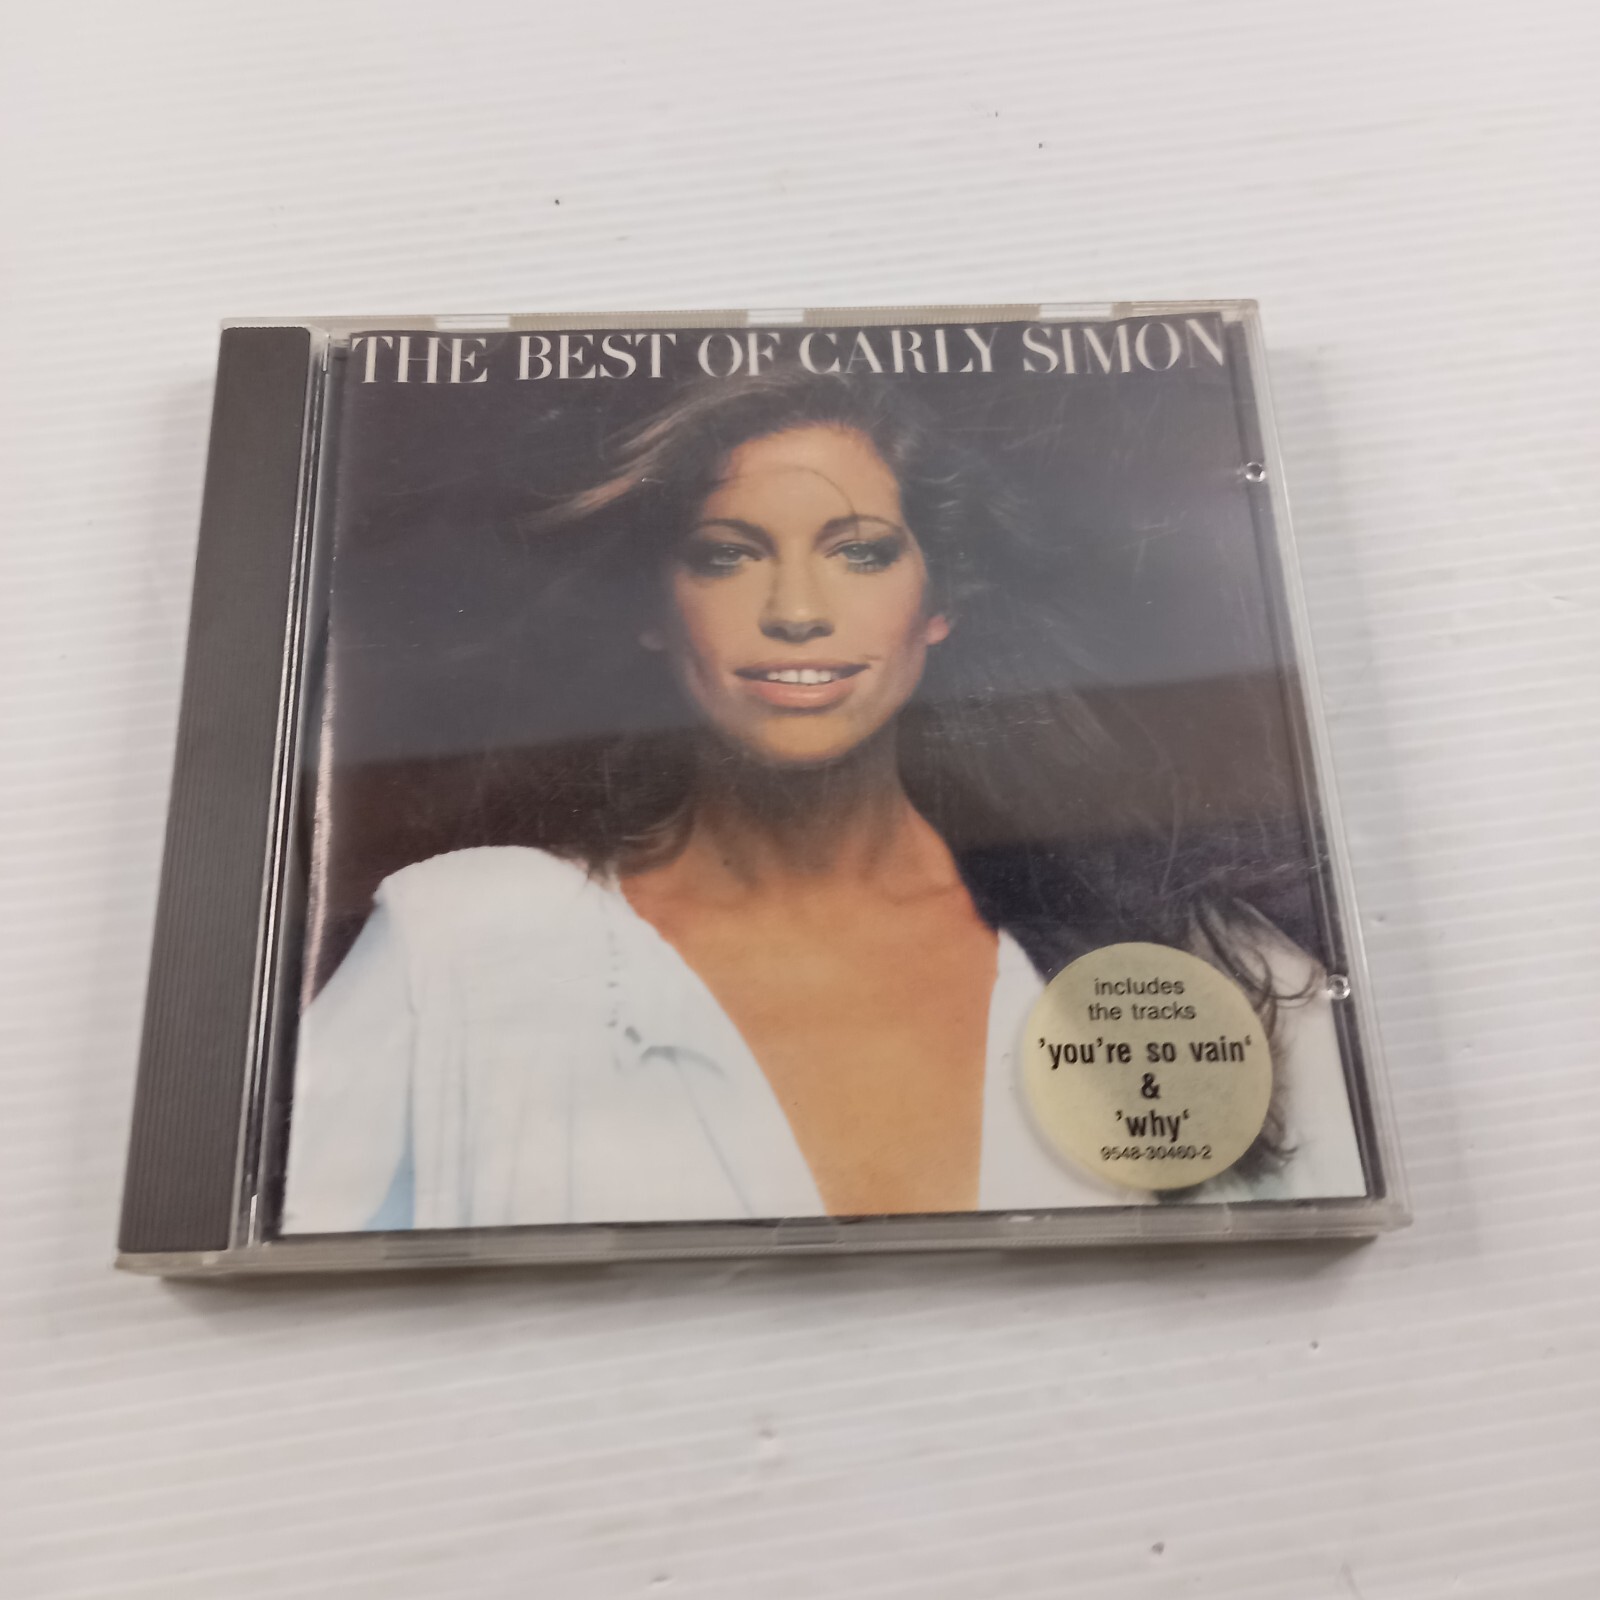 THE BEST OF CARLY SIMON
includes
the tracks
'you're so vain'
&
'why'
9548-30460-2